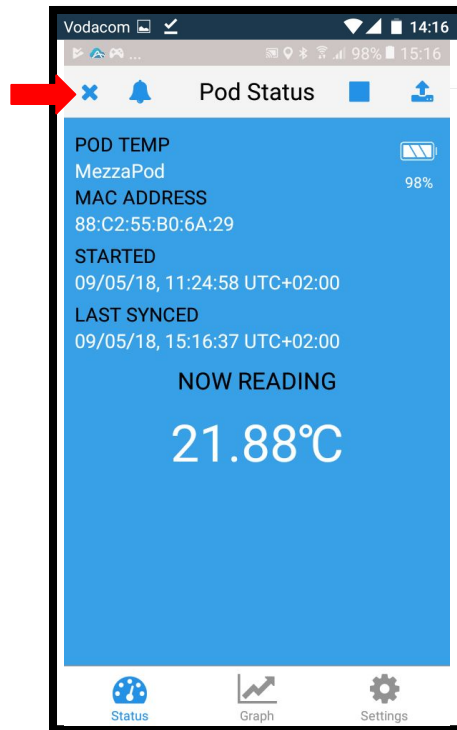 Vodacom 14:16
... 98% 15:16
Pod Status
POD TEMP
MezzaPod
98%
MAC ADDRESS
88:C2:55:B0:6A:29
STARTED
09/05/18, 11:24:58 UTC+02:00
LAST SYNCED
09/05/18, 15:16:37 UTC+02:00
NOW READING
21.88°C
Status Graph Settings